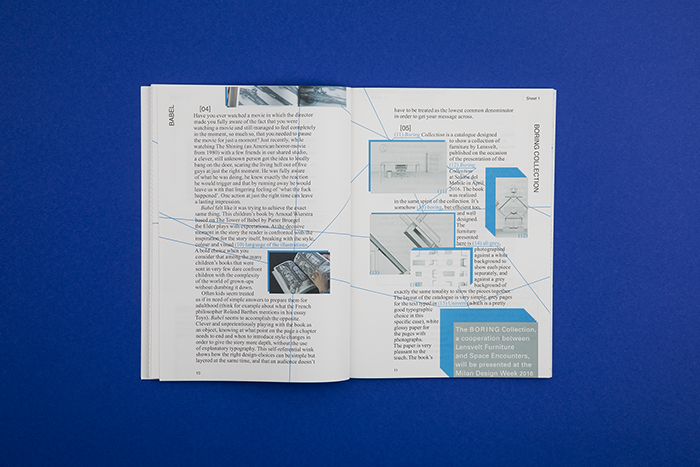 BABEL
[04]
Have you ever watched a movie in which the director
made you fully aware of the fact that you were
watching a movie and still managed to feel completely
in the moment, so much so, that you needed to pause
the movie for just a moment? Just recently, while
watching The Shining (an American horror-movie
from 1980) with a few friends in our shared studio,
a clever, still unknown person got the idea to loudly
bang on the door, scaring the living hell out of five
guys at just the right moment. He was fully aware
of what he was doing, he knew exactly the reaction
he would trigger and that by running away he would
leave us with that lingering feeling of 'what the fuck
happened'. One action at just the right time can give
a lasting impression.
Babel felt like it was trying to achieve the exact
same thing. This children's book by Arnoud Wierstra
based on The Tower of Babel by Pieter Bruegel
the Elder plays with expectations. At the decisive
moment in the story the reader is confronted with the
inspiration for the story itself, breaking with the style,
colour and visual (10) language of the illustrations.
A bold choice when you
consider that among the many
children's books that were
sent in very few dare confront
children with the complexity
of the world of grown-ups
without dumbing it down.
Often kids seem treated
as if in need of simple answers to prepare them for
adulthood (think for example about what the French
philosopher Roland Barthes mentions in his essay
Toys). Babel seems to accomplish the opposite.
Clever and unpretentiously playing with the book as
an object, knowing at what point on the page a chapter
needs to end and when to introduce style changes in
order to give the story more depth, without the use
of explanatory typography. This self-referential wink
shows how the right design-choices can be simple but
layered at the same time, and that an audience doesn't
10
Sheet 1
have to be treated as the lowest common denominator
in order to get your message across.
[05]
BORING COLLECTION
(11) Boring Collection is a catalogue designed
to show a collection of
furniture by Lensvelt,
published on the occasion
of the presentation of the
(12) Boring
Collection
at Salone del
Mobile in April
2016. The book
was realized
in the same spirit of the collection. It's
somehow (13) boring, but efficient too,
and well
designed.
The
furniture
presented
here is (14) all grey,
photographed
against a white
background to
show each piece
separately, and
against a grey
background of
exactly the same tonality to show the pieces together.
The layout of the catalogue is very simple: grey pages
for the text typed in (15) Univers (which is a pretty
good typographic
choice in this
specific case), white
glossy paper for
the pages with
photographs.
The paper is very
pleasant to the
touch. The book's
The BORING Collection,
a cooperation between
Lensvelt Furniture
and Space Encounters,
will be presented at the
Milan Design Week 2016
11